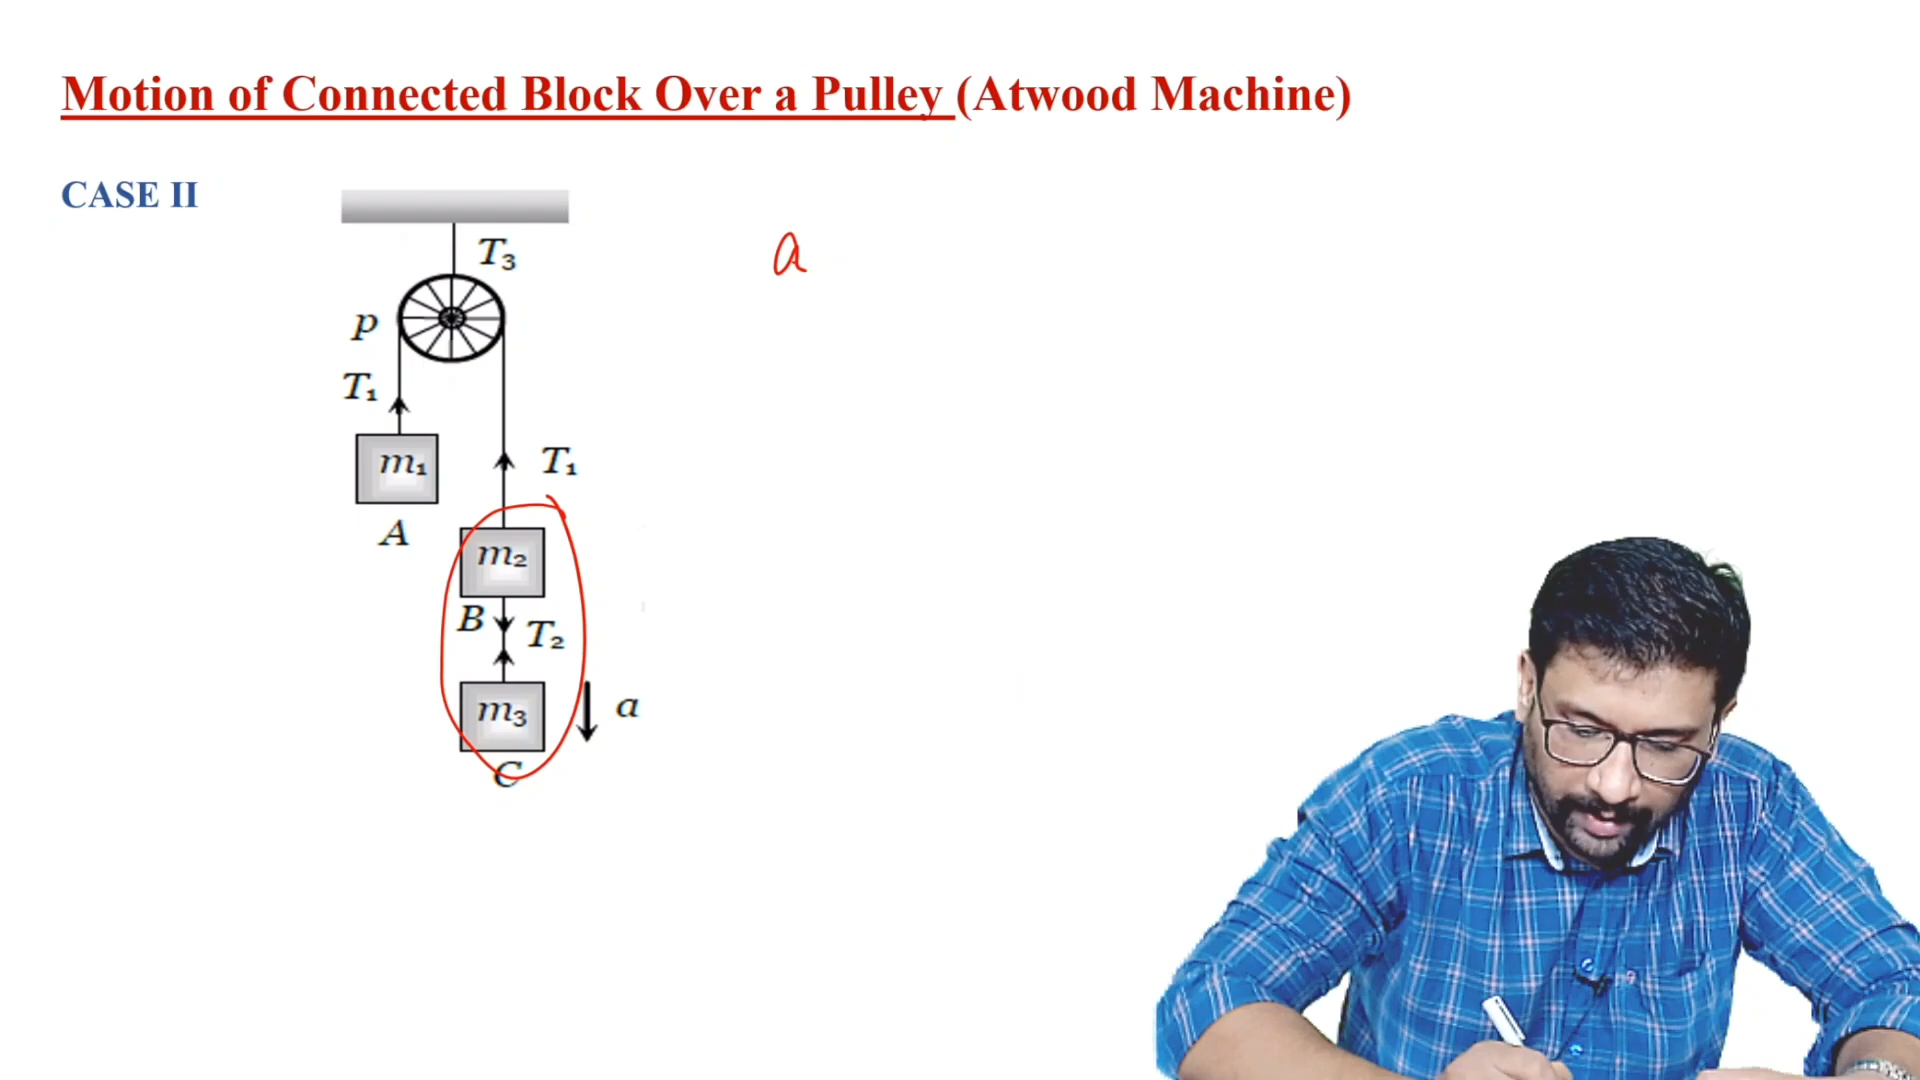 Motion of Connected Block Over a Pulley (Atwood Machine)
CASE II
T₃
a
p
T₁
m₁
T₁
A
m₂
B
T₂
m₃
a
C